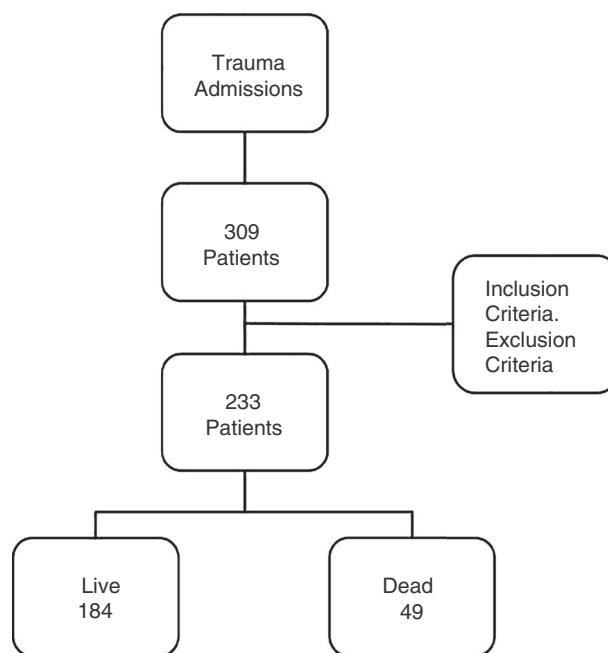 Trauma
Admissions
309
Patients
Inclusion
Criteria.
Exclusion
Criteria
233
Patients
Live
184
Dead
49